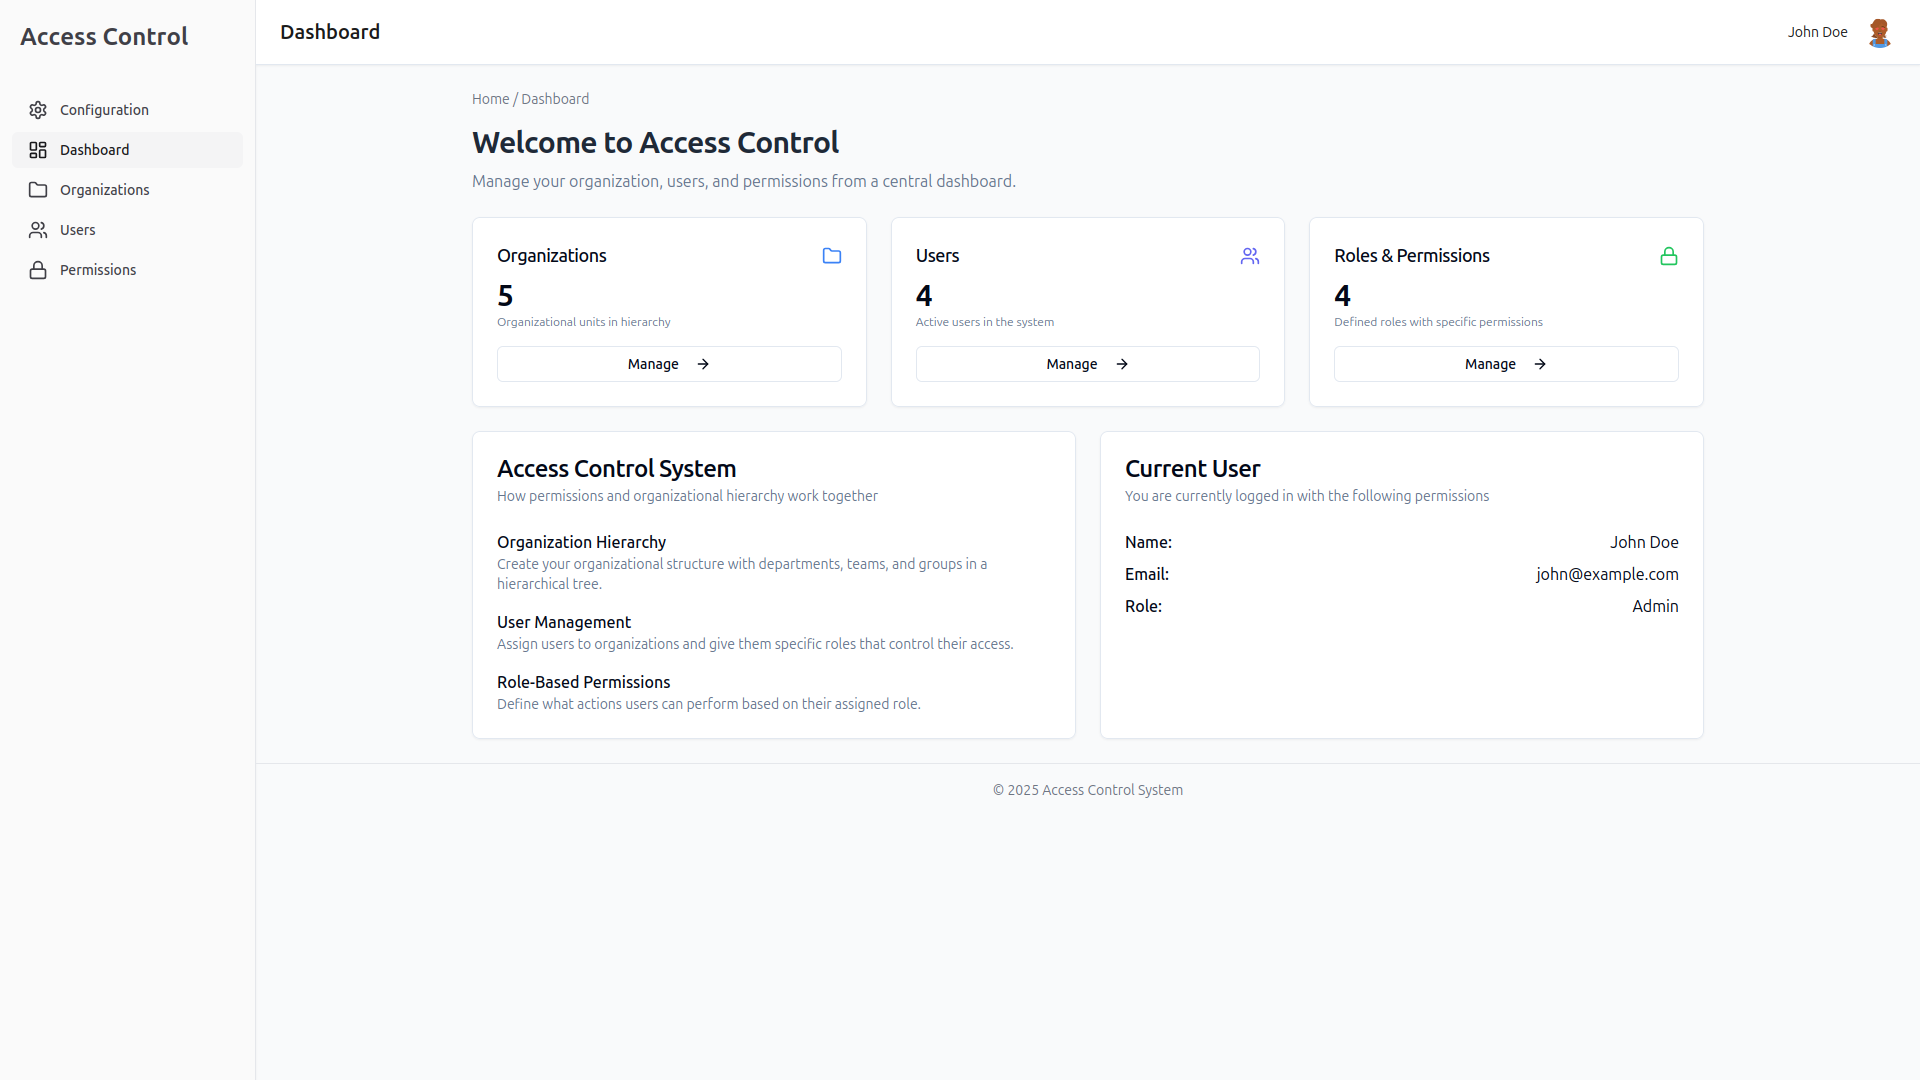 Access Control
Configuration
Dashboard
Organizations
Users
Permissions
Dashboard
John Doe
Home / Dashboard
Welcome to Access Control
Manage your organization, users, and permissions from a central dashboard.
Organizations
5
Organizational units in hierarchy
Manage
Users
4
Active users in the system
Manage
Roles & Permissions
4
Defined roles with specific permissions
Manage
Access Control System
How permissions and organizational hierarchy work together
Organization Hierarchy
Create your organizational structure with departments, teams, and groups in a
hierarchical tree.
User Management
Assign users to organizations and give them specific roles that control their access.
Role-Based Permissions
Define what actions users can perform based on their assigned role.
Current User
You are currently logged in with the following permissions
Name: John Doe
Email: john@example.com
Role: Admin
© 2025 Access Control System